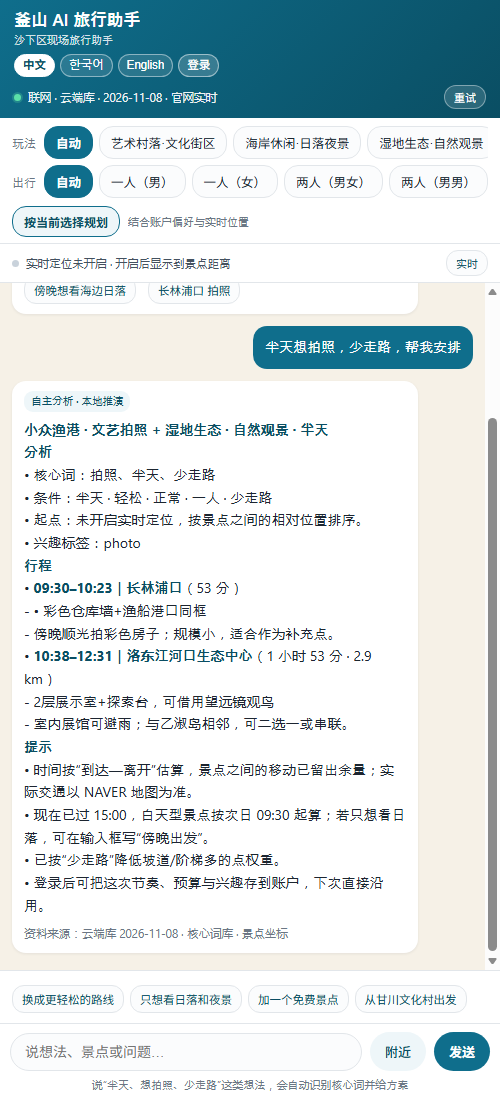 釜山 AI 旅行助手
沙下区现场旅行助手
中文 한국어 English 登录
联网 · 云端库 · 2026-11-08 · 官网实时 重试
玩法 自动 艺术村落·文化街区 海岸休闲·日落夜景 湿地生态·自然观景
出行 自动 一人（男） 一人（女） 两人（男女） 两人（男男）
按当前选择规划 结合账户偏好与实时位置
实时定位未开启 · 开启后显示到景点距离 实时
傍晚想看海边日落 长林浦口 拍照
半天想拍照，少走路，帮我安排
自主分析 · 本地推演
小众渔港 · 文艺拍照 + 湿地生态 · 自然观景 · 半天
分析
• 核心词：拍照、半天、少走路
• 条件：半天 · 轻松 · 正常 · 一人 · 少走路
• 起点：未开启实时定位，按景点之间的相对位置排序。
• 兴趣标签：photo
行程
• 09:30–10:23｜长林浦口（53 分）
- • 彩色仓库墙+渔船港口同框
- 傍晚顺光拍彩色房子；规模小，适合作为补充点。
• 10:38–12:31｜洛东江河口生态中心（1 小时 53 分 · 2.9
km）
- 2层展示室+探索台，可借用望远镜观鸟
- 室内展馆可避雨；与乙淑岛相邻，可二选一或串联。
提示
• 时间按“到达—离开”估算，景点之间的移动已留出余量；实
际交通以 NAVER 地图为准。
• 现在已过 15:00，白天型景点按次日 09:30 起算；若只想看日
落，可在输入框写“傍晚出发”。
• 已按“少走路”降低坡道/阶梯多的点权重。
• 登录后可把这次节奏、预算与兴趣存到账户，下次直接沿
用。
资料来源：云端库 2026-11-08 · 核心词库 · 景点坐标
换成更轻松的路线 只想看日落和夜景 加一个免费景点 从甘川文化村出发
说想法、景点或问题... 附近 发送
说“半天、想拍照、少走路”这类想法，会自动识别核心词并给方案